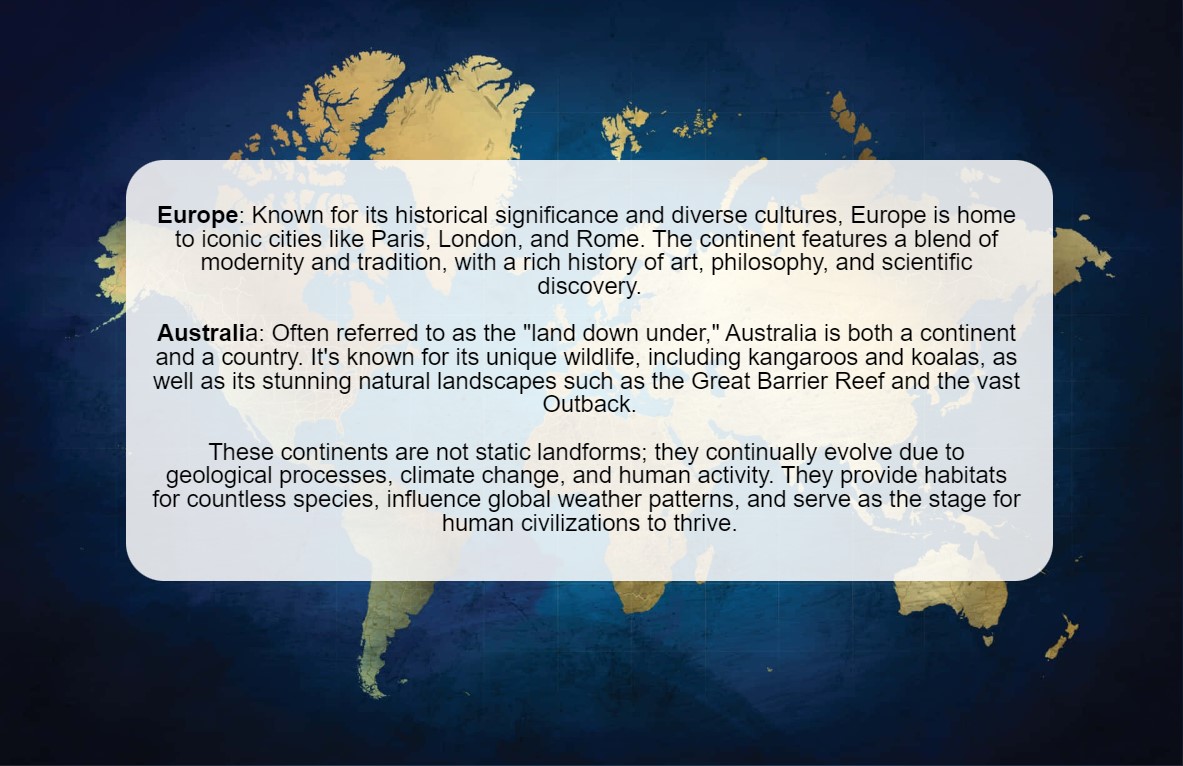 Europe: Known for its historical significance and diverse cultures, Europe is home
to iconic cities like Paris, London, and Rome. The continent features a blend of
modernity and tradition, with a rich history of art, philosophy, and scientific
discovery.
Australia: Often referred to as the "land down under," Australia is both a continent
and a country. It's known for its unique wildlife, including kangaroos and koalas, as
well as its stunning natural landscapes such as the Great Barrier Reef and the vast
Outback.
These continents are not static landforms; they continually evolve due to
geological processes, climate change, and human activity. They provide habitats
for countless species, influence global weather patterns, and serve as the stage for
human civilizations to thrive.